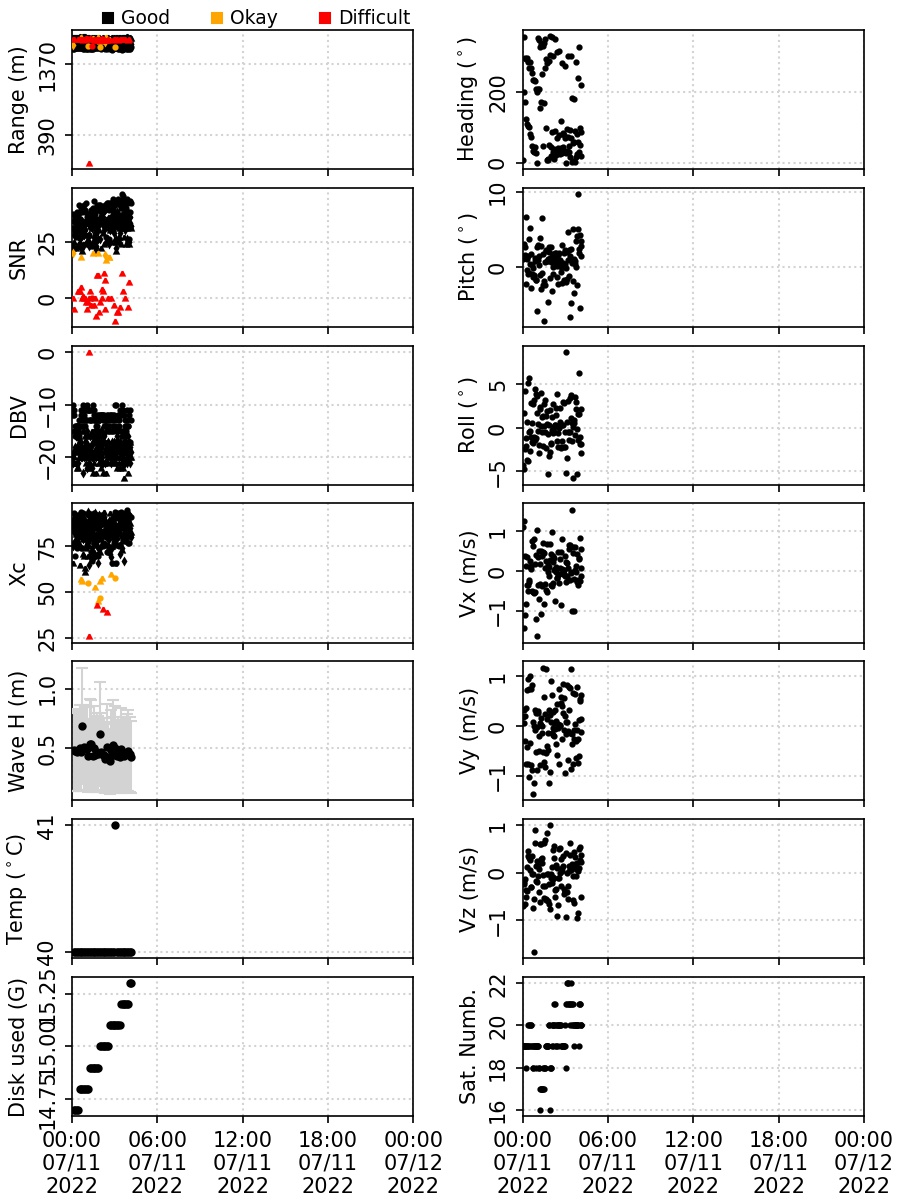 Good Okay Difficult
Range (m)
1370
390
Heading (°)
200
0
SNR
25
0
Pitch (°)
10
0
DBV
0
−10
−20
Roll (°)
5
0
−5
Xc
75
50
25
Vx (m/s)
1
0
−1
Wave H (m)
1.0
0.5
Vy (m/s)
1
0
−1
Temp (°C)
41
40
Vz (m/s)
1
0
−1
Disk used (G)
15.25
15.00
14.75
Sat. Numb.
22
20
18
16
00:00 06:00 12:00 18:00 00:00
07/11 07/11 07/11 07/11 07/12
2022 2022 2022 2022 2022
00:00 06:00 12:00 18:00 00:00
07/11 07/11 07/11 07/11 07/12
2022 2022 2022 2022 2022